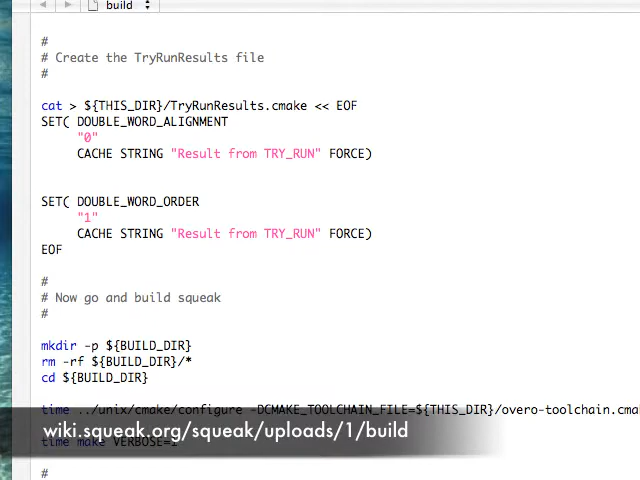 build
#
# Create the TryRunResults file
#
cat > ${THIS_DIR}/TryRunResults.cmake << EOF
SET( DOUBLE_WORD_ALIGNMENT
"0"
CACHE STRING "Result from TRY_RUN" FORCE)
SET( DOUBLE_WORD_ORDER
"1"
CACHE STRING "Result from TRY_RUN" FORCE)
EOF
#
# Now go and build squeak
#
mkdir -p ${BUILD_DIR}
rm -rf ${BUILD_DIR}/*
cd ${BUILD_DIR}
time ../unix/cmake/configure -DCMAKE_TOOLCHAIN_FILE=${THIS_DIR}/overo-toolchain.cma
wiki.squeak.org/squeak/uploads/1/build
time make VERBOSE=1
#